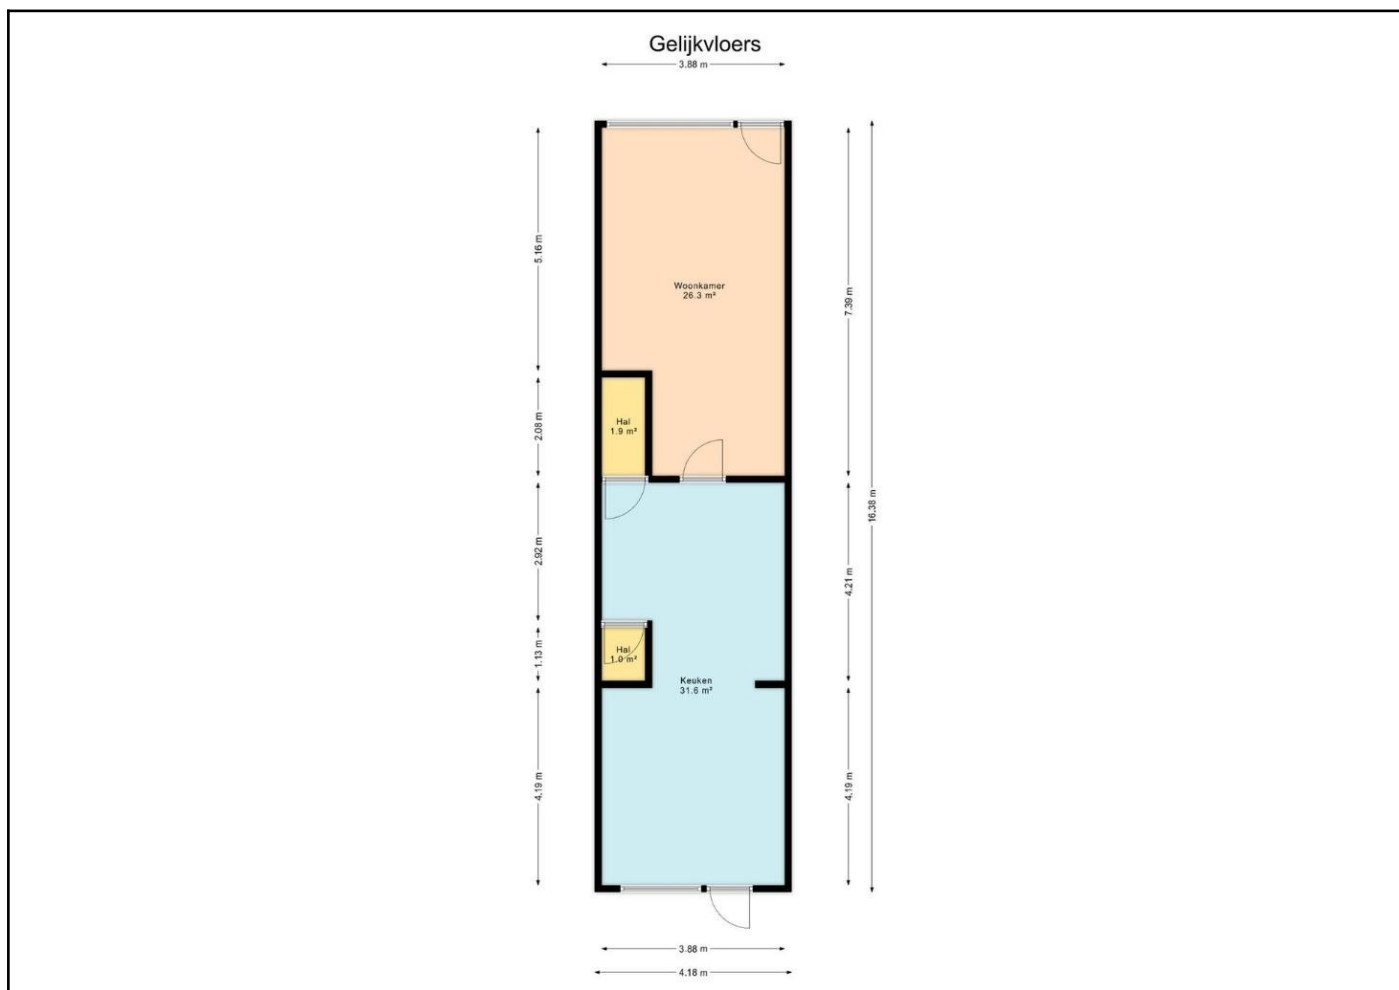 Gelijkvloers
3.88 m
5.16 m
7.39 m
Woonkamer
26.3 m²
2.08 m
Hal
1.9 m²
16.38 m
2.92 m
4.21 m
1.13 m
Hal
1.0 m²
Keuken
31.6 m²
4.19 m
4.19 m
3.88 m
4.18 m